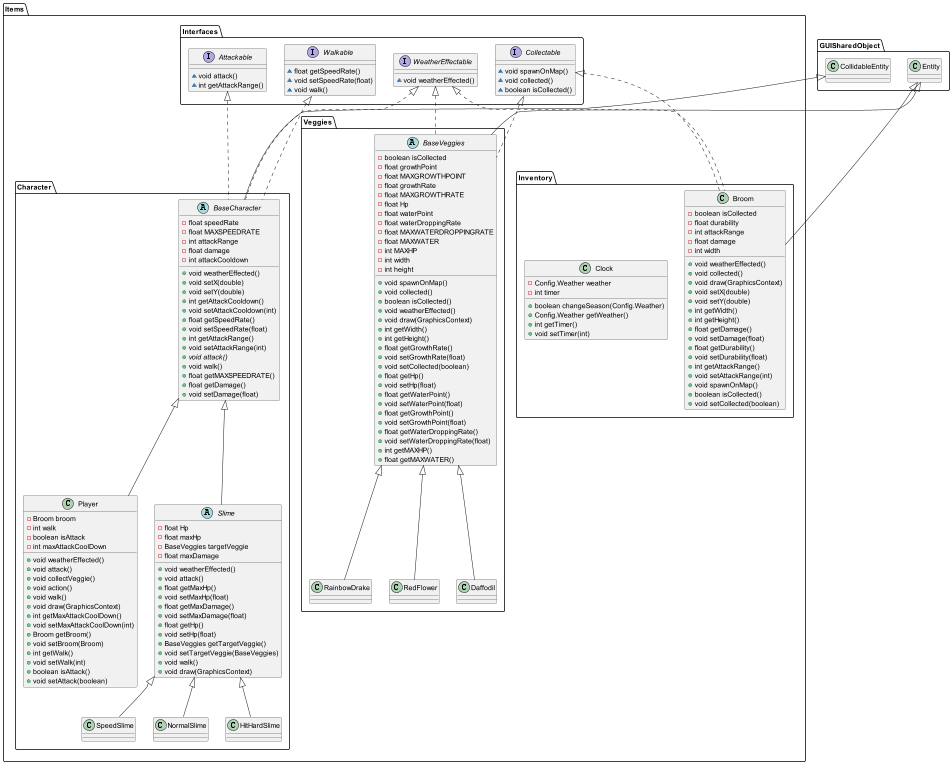 Items
Interfaces
I Attackable
void attack()
int getAttackRange()
I Walkable
float getSpeedRate()
void setSpeedRate(float)
void walk()
I WeatherEffectable
void weatherEffected()
I Collectable
void spawnOnMap()
void collected()
boolean isCollected()
GUISharedObject
C CollidableEntity
C Entity
Veggies
A BaseVeggies
boolean isCollected
float growthPoint
float MAXGROWTHPOINT
float growthRate
float MAXGROWTHRATE
float Hp
float waterPoint
float waterDroppingRate
float MAXWATERDROPPINGRATE
float MAXWATER
int MAXHP
int width
int height
void spawnOnMap()
void collected()
boolean isCollected()
void weatherEffected()
void draw(GraphicsContext)
int getWidth()
int getHeight()
float getGrowthRate()
void setGrowthRate(float)
void setCollected(boolean)
float getHp()
void setHp(float)
float getWaterPoint()
void setWaterPoint(float)
float getGrowthPoint()
void setGrowthPoint(float)
float getWaterDroppingRate()
void setWaterDroppingRate(float)
int getMAXHP()
float getMAXWATER()
C RainbowDrake
C RedFlower
C Daffodil
Inventory
C Clock
Config.Weather weather
int timer
boolean changeSeason(Config.Weather)
Config.Weather getWeather()
int getTimer()
void setTimer(int)
C Broom
boolean isCollected
float durability
int attackRange
float damage
int width
void weatherEffected()
void collected()
void draw(GraphicsContext)
void setX(double)
void setY(double)
int getWidth()
int getHeight()
float getDamage()
void setDamage(float)
float getDurability()
void setDurability(float)
int getAttackRange()
void setAttackRange(int)
void spawnOnMap()
boolean isCollected()
void setCollected(boolean)
Character
A BaseCharacter
float speedRate
float MAXSPEEDRATE
int attackRange
float damage
int attackCooldown
void weatherEffected()
void setX(double)
void setY(double)
int getAttackCooldown()
void setAttackCooldown(int)
float getSpeedRate()
void setSpeedRate(float)
int getAttackRange()
void setAttackRange(int)
void attack()
void walk()
float getMAXSPEEDRATE()
float getDamage()
void setDamage(float)
C Player
Broom broom
int walk
boolean isAttack
int maxAttackCoolDown
void weatherEffected()
void attack()
void collectVeggie()
void action()
void walk()
void draw(GraphicsContext)
int getMaxAttackCoolDown()
void setMaxAttackCoolDown(int)
Broom getBroom()
void setBroom(Broom)
int getWalk()
void setWalk(int)
boolean isAttack()
void setAttack(boolean)
A Slime
float Hp
float maxHp
BaseVeggies targetVeggie
float maxDamage
void weatherEffected()
void attack()
float getMaxHp()
void setMaxHp(float)
float getMaxDamage()
void setMaxDamage(float)
float getHp()
void setHp(float)
BaseVeggies getTargetVeggie()
void setTargetVeggie(BaseVeggies)
void walk()
void draw(GraphicsContext)
C SpeedSlime
C NormalSlime
C HitHardSlime